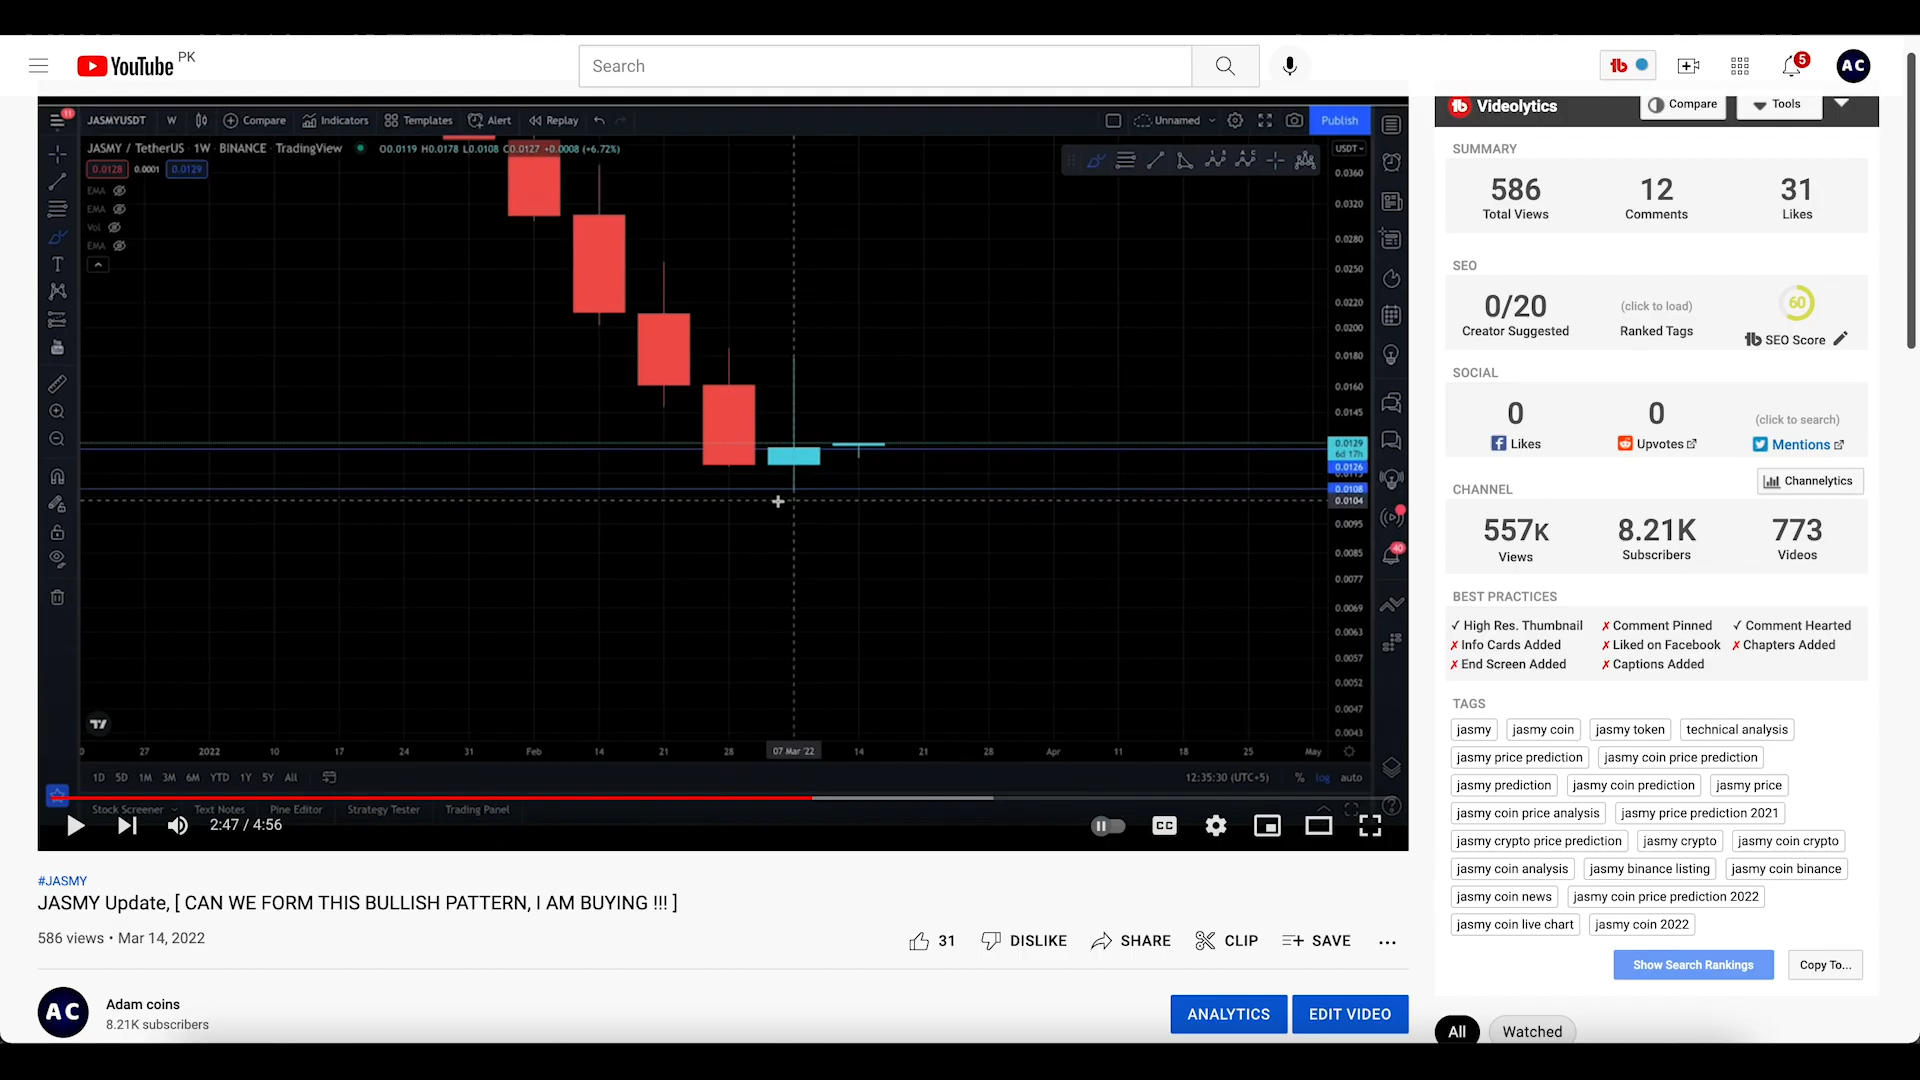 YouTube PK
Search
5
AC
11
JASMYUSDT W Compare Indicators Templates Alert Replay Unnamed Publish
JASMY / TetherUS 1W BINANCE TradingView O0.0119 H0.0178 L0.0108 C0.0127 +0.0008 (+6.72%)
USDT
0.0128 0.0001 0.0129
EMA
EMA
Vol
EMA
0.0360
0.0320
0.0280
0.0250
0.0220
0.0200
0.0180
0.0160
0.0145
0.0129
6d 17h
0.0126
0.0108
0.0104
0.0095
0.0085
0.0077
0.0069
0.0063
0.0057
0.0052
0.0047
0.0043
40
27 2022 10 17 24 31 Feb 14 21 28 07 Mar '22 14 21 28 Apr 11 18 25 May
1D 5D 1M 3M 6M YTD 1Y 5Y All 12:35:30 (UTC+5) % log auto
Stock Screener Text Notes Pine Editor Strategy Tester Trading Panel
2:47 / 4:56
CC
#JASMY
JASMY Update, [ CAN WE FORM THIS BULLISH PATTERN, I AM BUYING !!! ]
586 views • Mar 14, 2022
31 DISLIKE SHARE CLIP SAVE
AC
Adam coins
8.21K subscribers
ANALYTICS EDIT VIDEO
Videolytics Compare Tools
SUMMARY
586 12 31
Total Views Comments Likes
SEO
0/20 (click to load) 60
Creator Suggested Ranked Tags SEO Score
SOCIAL
0 0 (click to search)
Likes Upvotes Mentions
CHANNEL Channelytics
557K 8.21K 773
Views Subscribers Videos
BEST PRACTICES
✓ High Res. Thumbnail ✗ Comment Pinned ✓ Comment Hearted
✗ Info Cards Added ✗ Liked on Facebook ✗ Chapters Added
✗ End Screen Added ✗ Captions Added
TAGS
jasmy jasmy coin jasmy token technical analysis
jasmy price prediction jasmy coin price prediction
jasmy prediction jasmy coin prediction jasmy price
jasmy coin price analysis jasmy price prediction 2021
jasmy crypto price prediction jasmy crypto jasmy coin crypto
jasmy coin analysis jasmy binance listing jasmy coin binance
jasmy coin news jasmy coin price prediction 2022
jasmy coin live chart jasmy coin 2022
Show Search Rankings Copy To...
All Watched